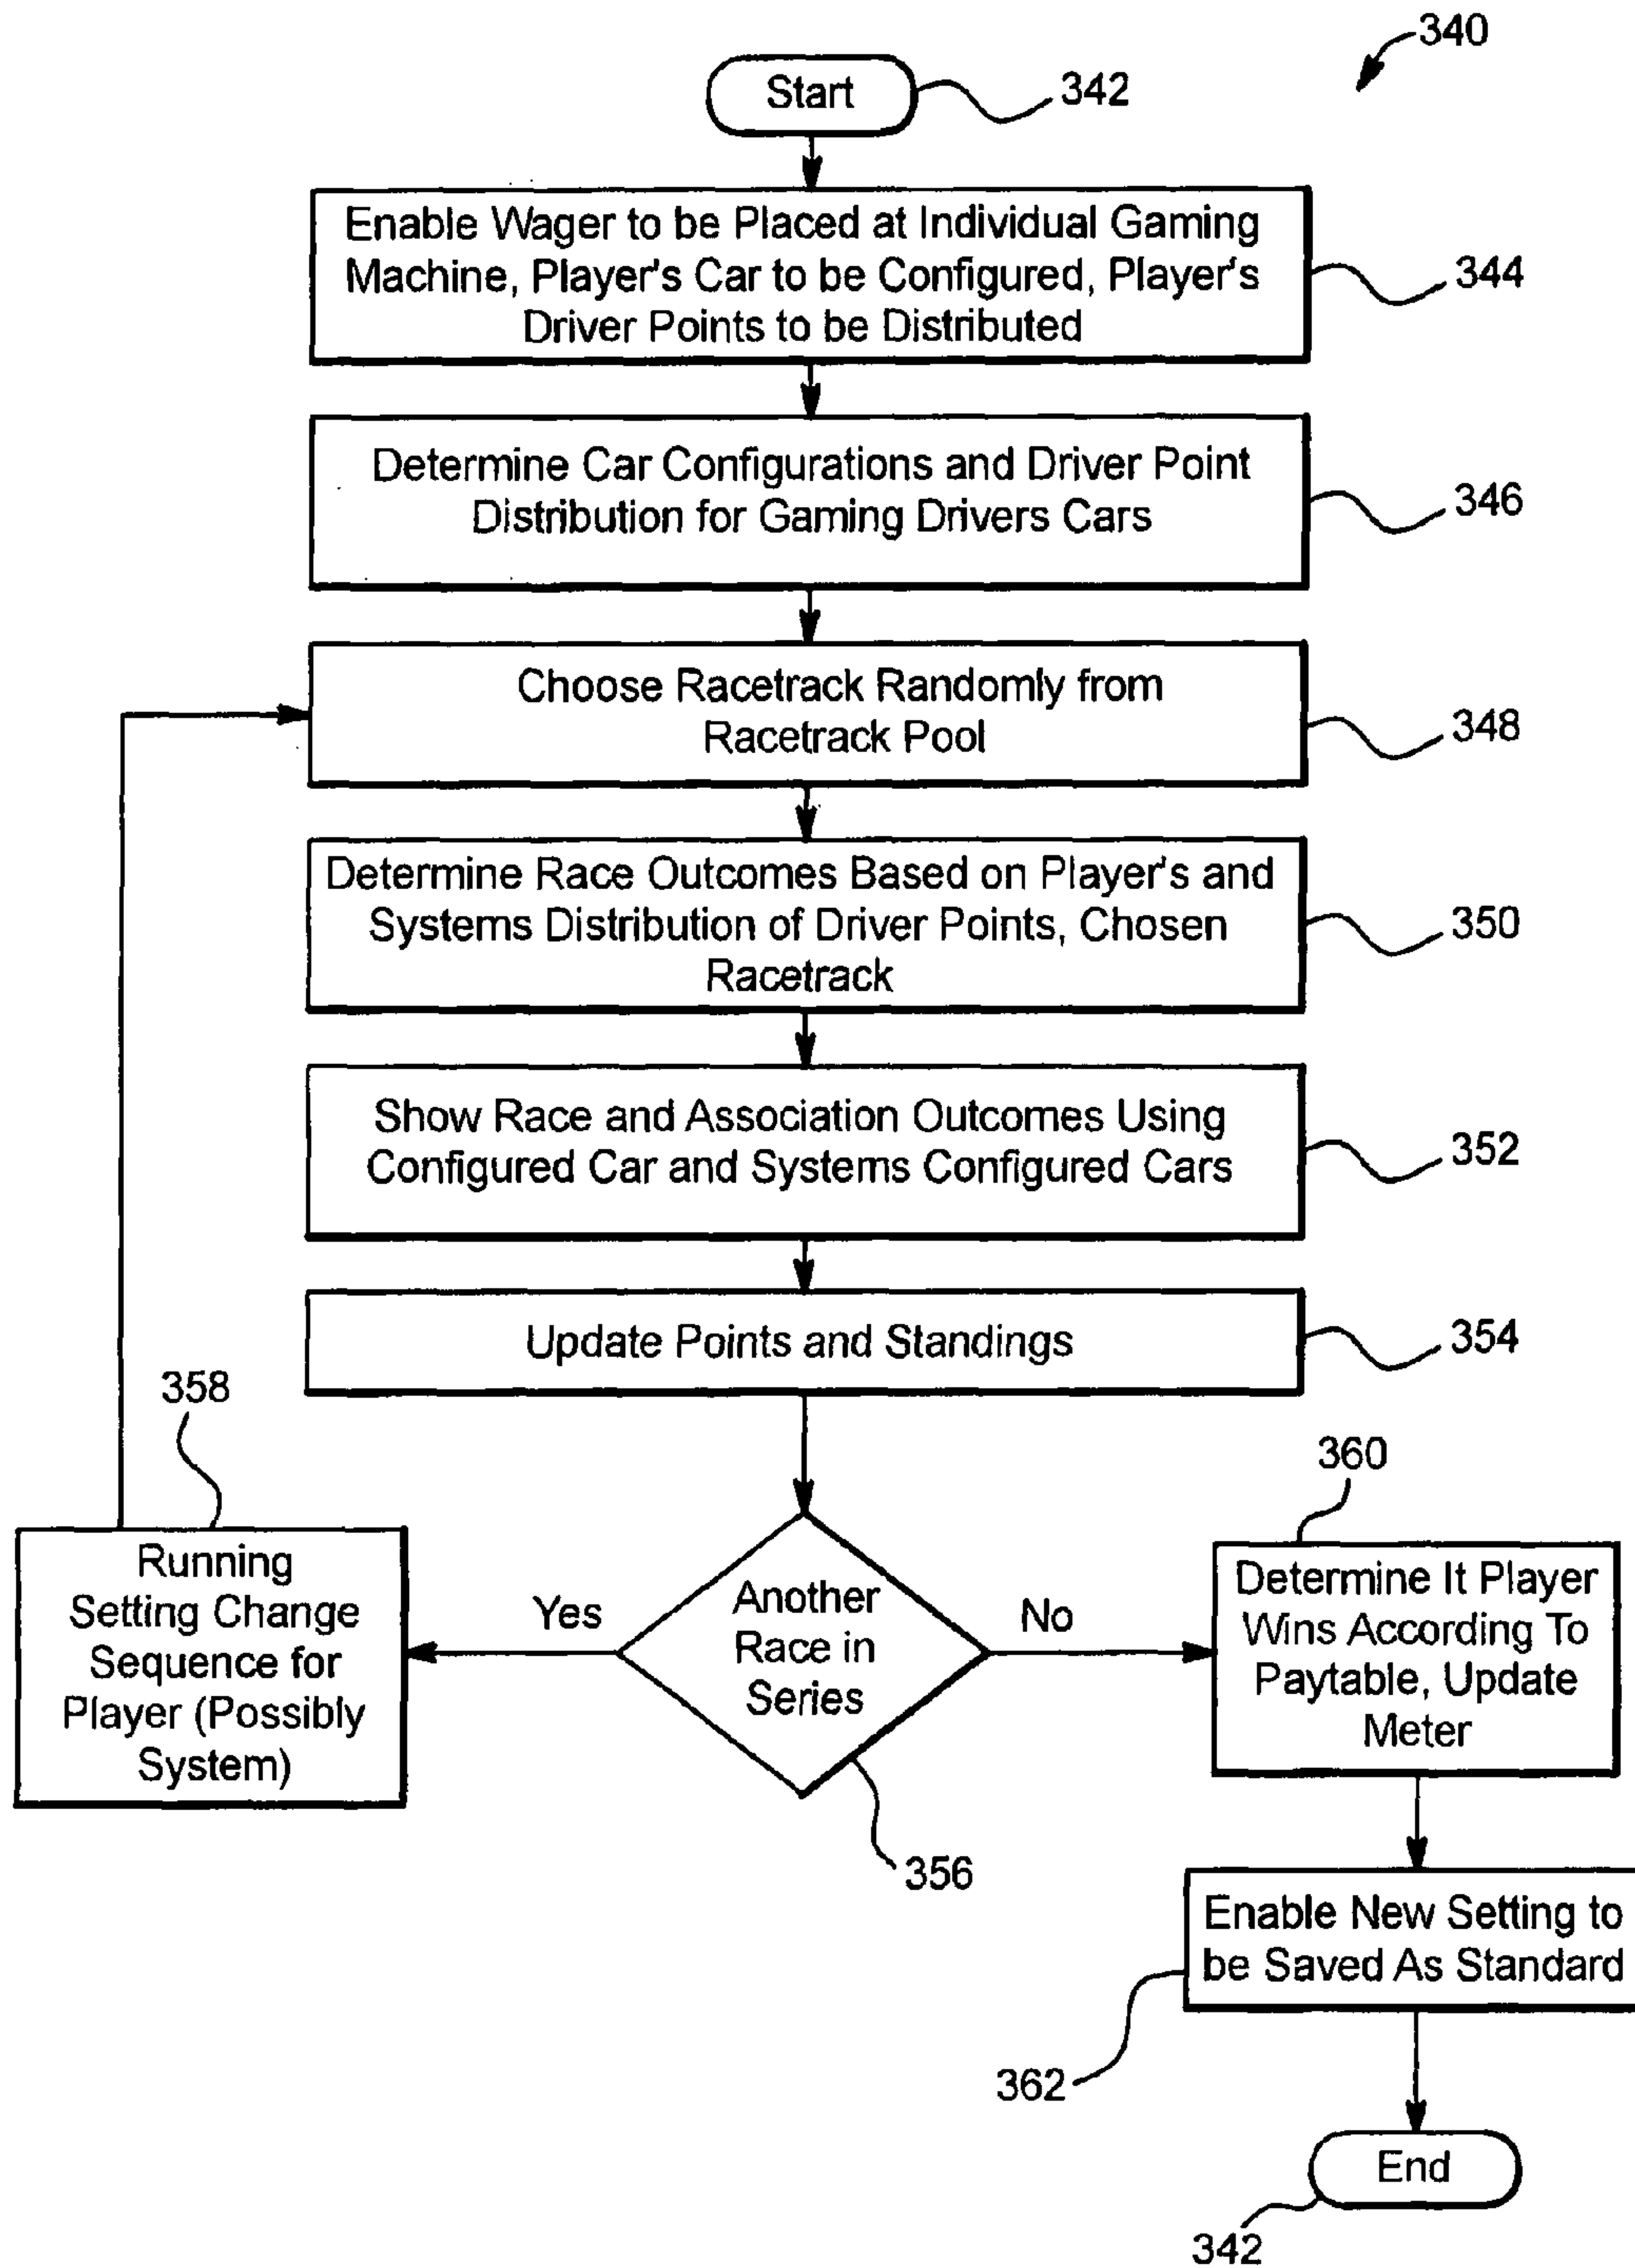 340
Start
342
Enable Wager to be Placed at Individual Gaming
Machine, Player's Car to be Configured, Player's
Driver Points to be Distributed
344
Determine Car Configurations and Driver Point
Distribution for Gaming Drivers Cars
346
Choose Racetrack Randomly from
Racetrack Pool
348
Determine Race Outcomes Based on Player's and
Systems Distribution of Driver Points, Chosen
Racetrack
350
Show Race and Association Outcomes Using
Configured Car and Systems Configured Cars
352
Update Points and Standings
354
358
Running
Setting Change
Sequence for
Player (Possibly
System)
Yes
Another
Race in
Series
No
356
360
Determine It Player
Wins According To
Paytable, Update
Meter
Enable New Setting to
be Saved As Standard
362
End
342